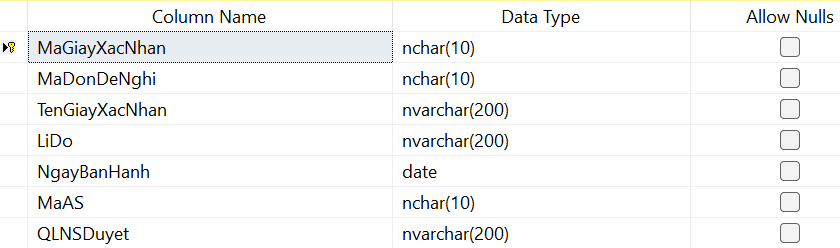 Column Name Data Type Allow Nulls
MaGiayXacNhan nchar(10)
MaDonDeNghi nchar(10)
TenGiayXacNhan nvarchar(200)
LiDo nvarchar(200)
NgayBanHanh date
MaAS nchar(10)
QLNSDuyet nvarchar(200)